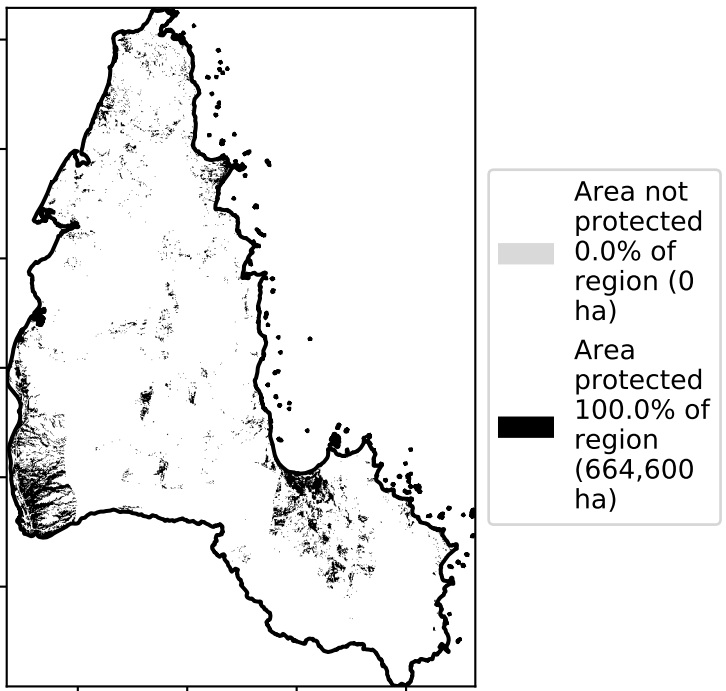 Area not
protected
0.0% of
region (0
ha)
Area
protected
100.0% of
region
(664,600
ha)